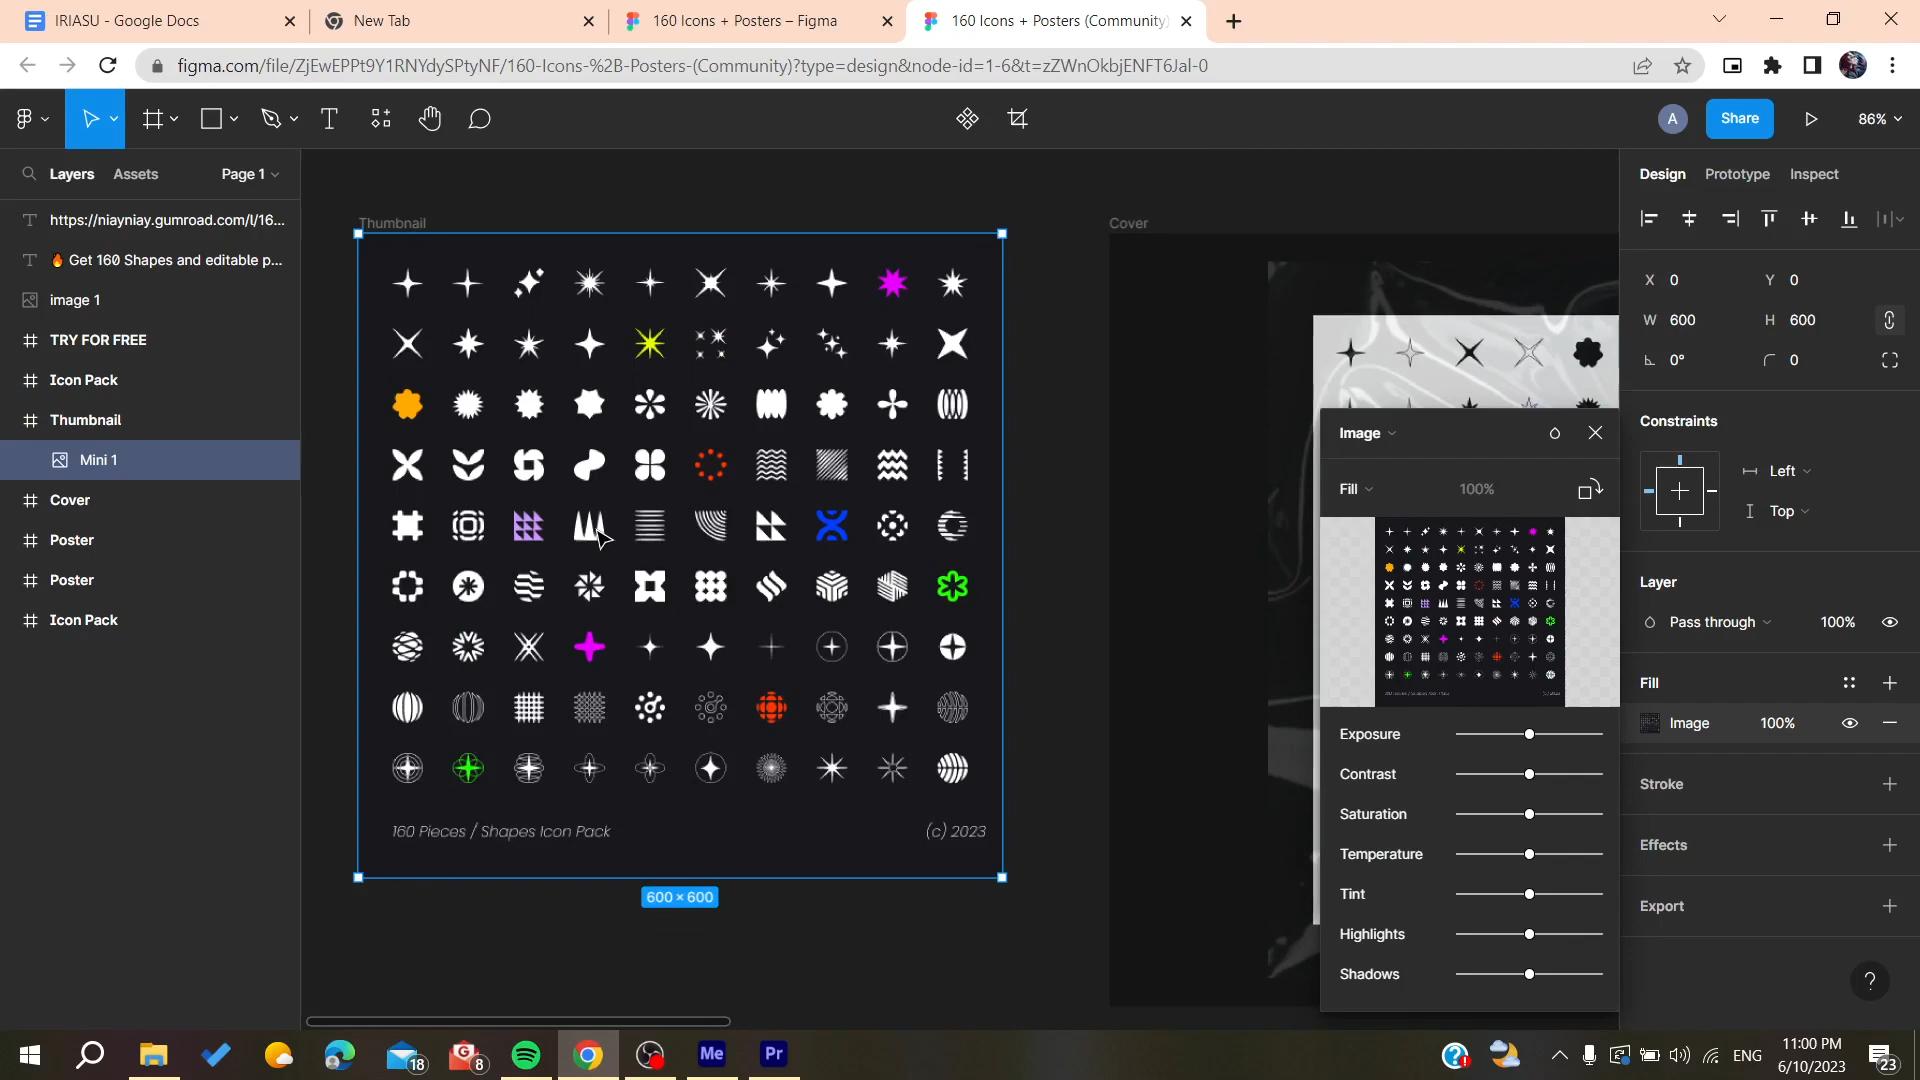 IRIASU - Google Docs
New Tab
160 Icons + Posters – Figma
160 Icons + Posters (Community)
figma.com/file/ZjEwEPPt9Y1RNYdySPtyNF/160-Icons-%2B-Posters-(Community)?type=design&node-id=1-6&t=zZWnOkbjENFT6Jal-0
A
Share
86%
Layers
Assets
Page 1
https://niayniay.gumroad.com/l/16...
🔥 Get 160 Shapes and editable p...
image 1
TRY FOR FREE
Icon Pack
Thumbnail
Mini 1
Cover
Poster
Poster
Icon Pack
Thumbnail
160 Pieces / Shapes Icon Pack
(c) 2023
600 × 600
Cover
Image
Fill
100%
Exposure
Contrast
Saturation
Temperature
Tint
Highlights
Shadows
Design
Prototype
Inspect
X 0
Y 0
W 600
H 600
0°
0
Constraints
Left
Top
Layer
Pass through
100%
Fill
Image
100%
Stroke
Effects
Export
?
18
8
Me
Pr
ENG
11:00 PM
6/10/2023
23